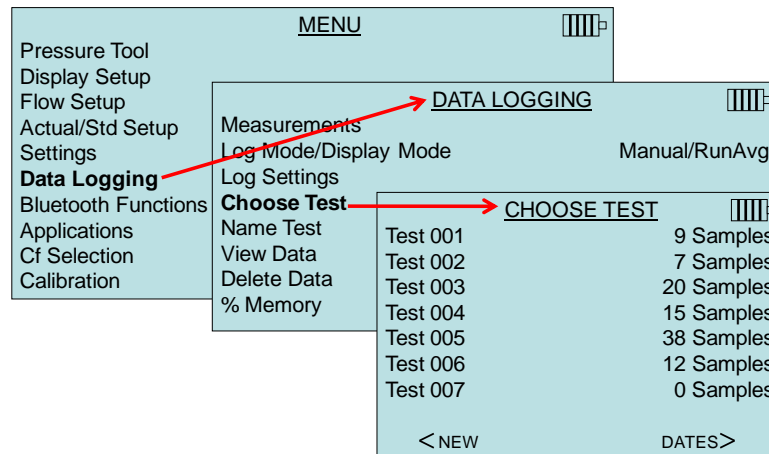 MENU
Pressure Tool
Display Setup
Flow Setup
Actual/Std Setup
Settings
Data Logging
Bluetooth Functions
Applications
Cf Selection
Calibration
DATA LOGGING
Measurements
Log Mode/Display Mode Manual/RunAvg
Log Settings
Choose Test
Name Test
View Data
Delete Data
% Memory
CHOOSE TEST
Test 001 9 Samples
Test 002 7 Samples
Test 003 20 Samples
Test 004 15 Samples
Test 005 38 Samples
Test 006 12 Samples
Test 007 0 Samples
<NEW DATES>